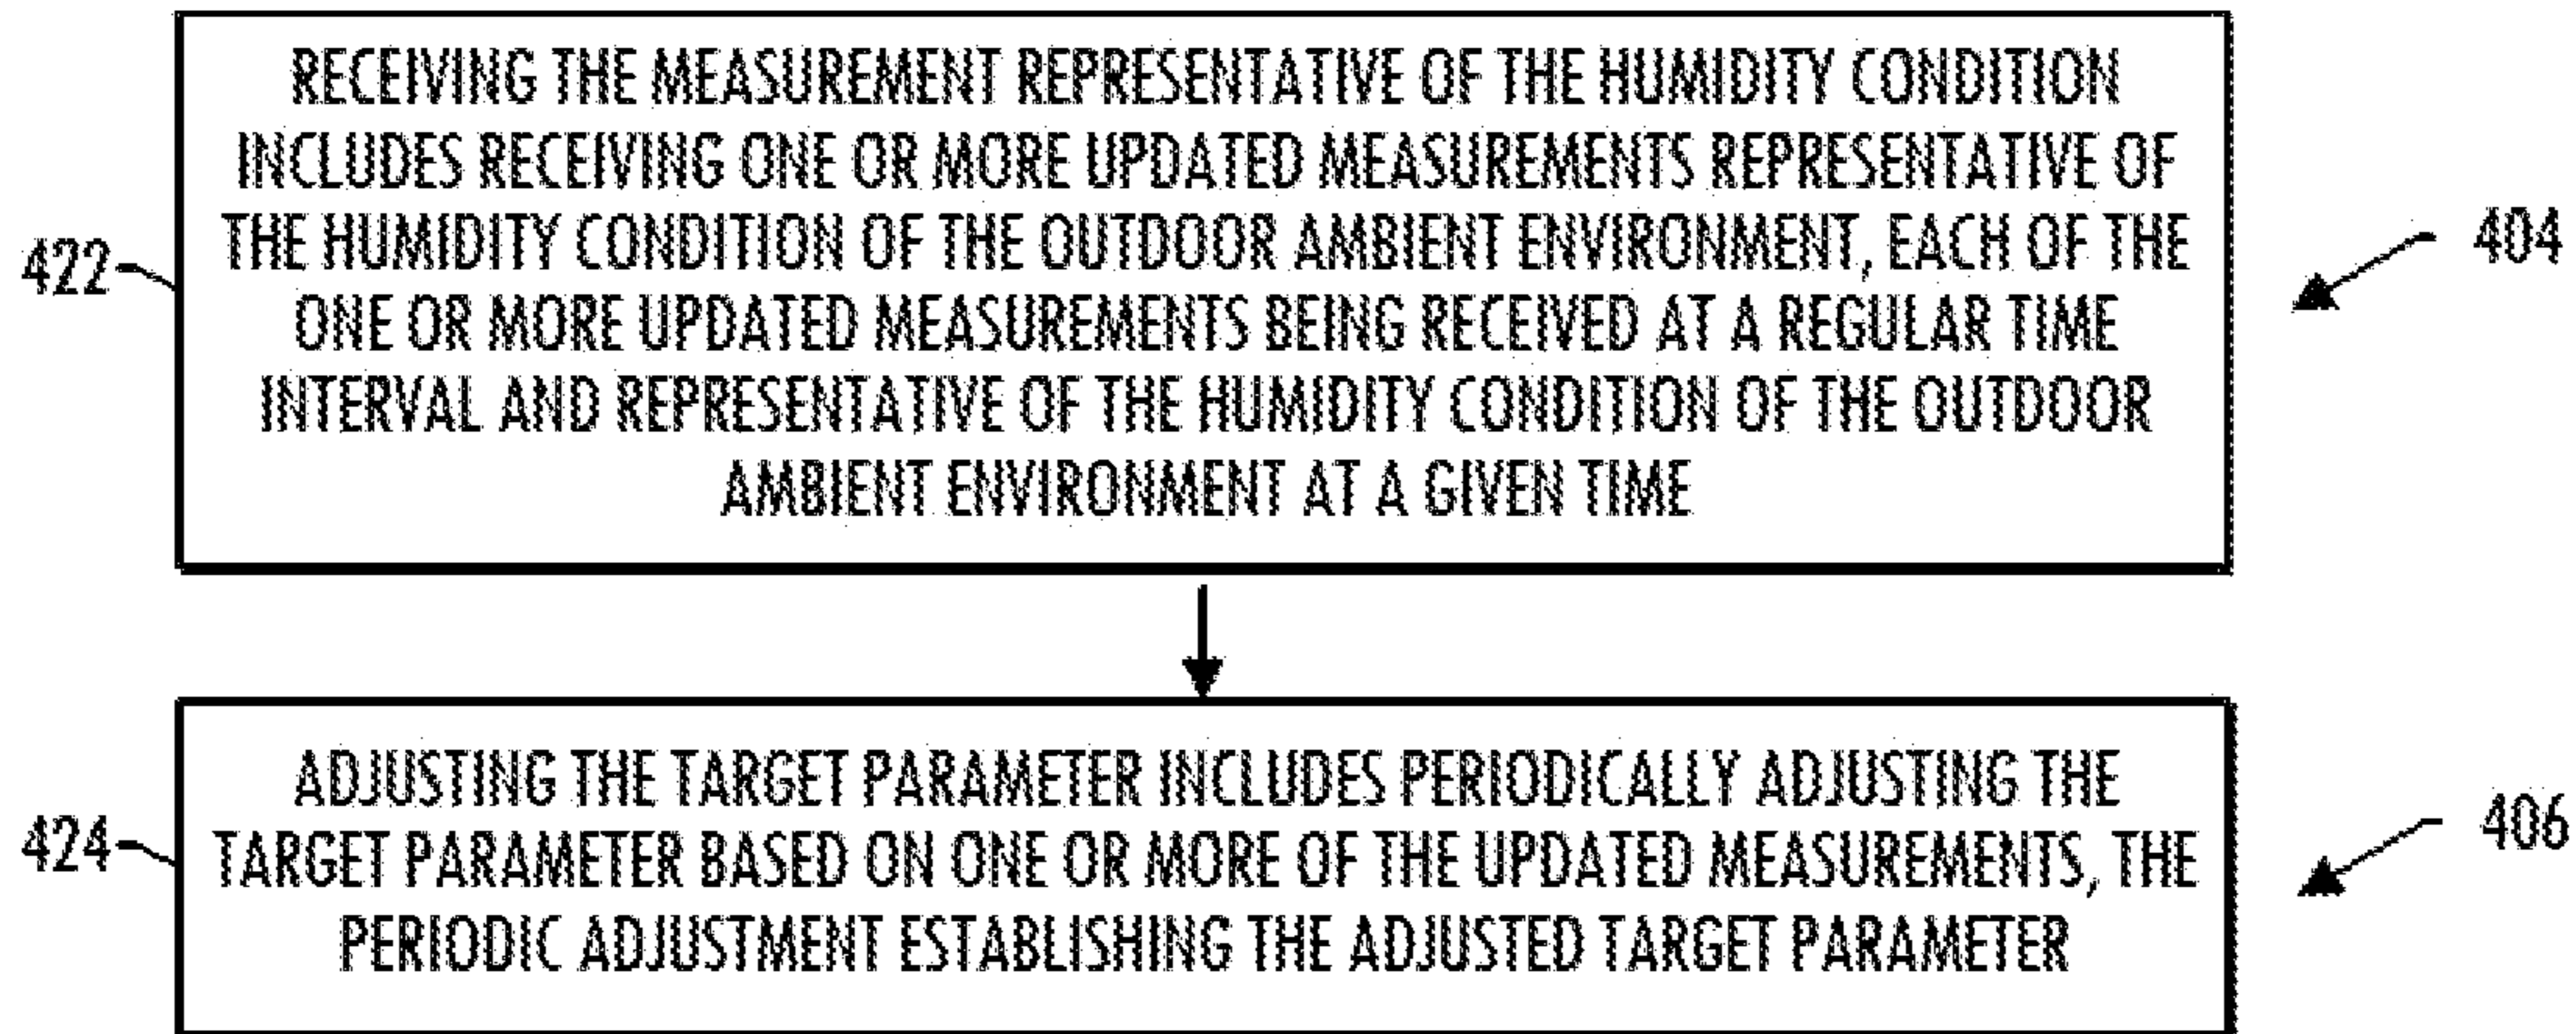 RECEIVING THE MEASUREMENT REPRESENTATIVE OF THE HUMIDITY CONDITION
INCLUDES RECEIVING ONE OR MORE UPDATED MEASUREMENTS REPRESENTATIVE OF
THE HUMIDITY CONDITION OF THE OUTDOOR AMBIENT ENVIRONMENT, EACH OF THE
ONE OR MORE UPDATED MEASUREMENTS BEING RECEIVED AT A REGULAR TIME
INTERVAL AND REPRESENTATIVE OF THE HUMIDITY CONDITION OF THE OUTDOOR
AMBIENT ENVIRONMENT AT A GIVEN TIME
422
404
ADJUSTING THE TARGET PARAMETER INCLUDES PERIODICALLY ADJUSTING THE
TARGET PARAMETER BASED ON ONE OR MORE OF THE UPDATED MEASUREMENTS, THE
PERIODIC ADJUSTMENT ESTABLISHING THE ADJUSTED TARGET PARAMETER
424
406